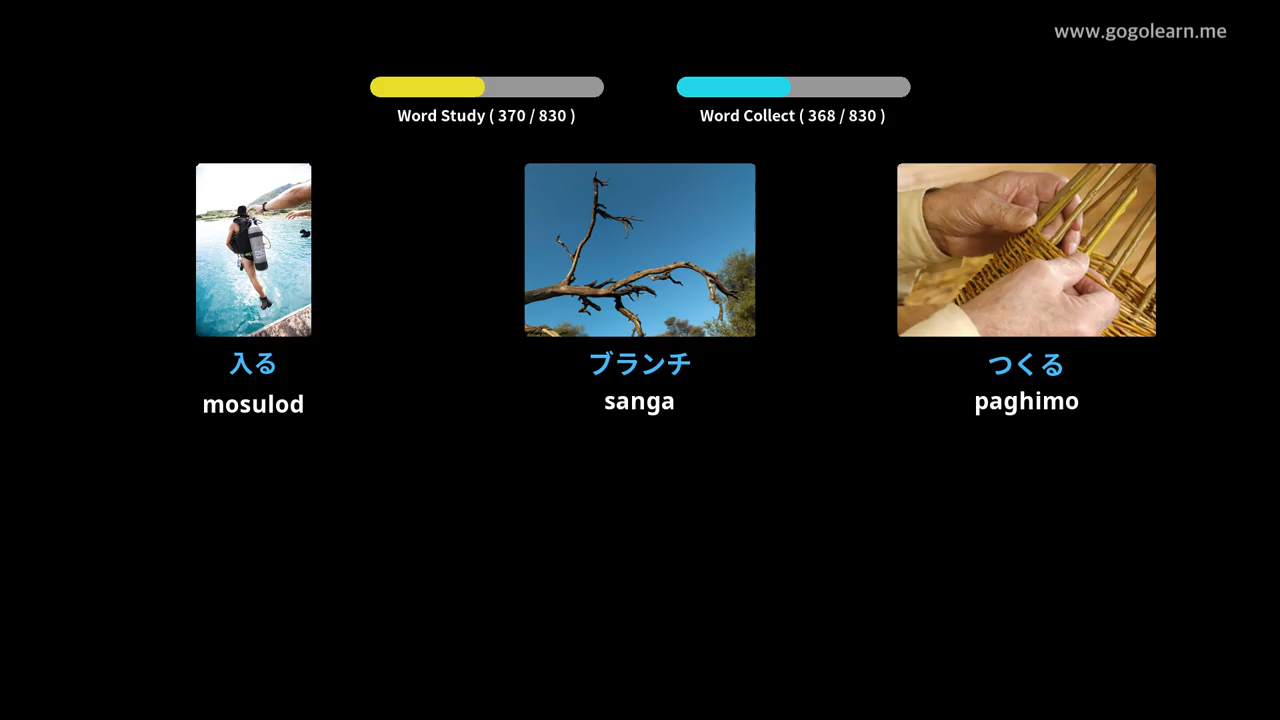 www.gogolearn.me
Word Study ( 370 / 830 )
Word Collect ( 368 / 830 )
入る
mosulod
ブランチ
sanga
つくる
paghimo